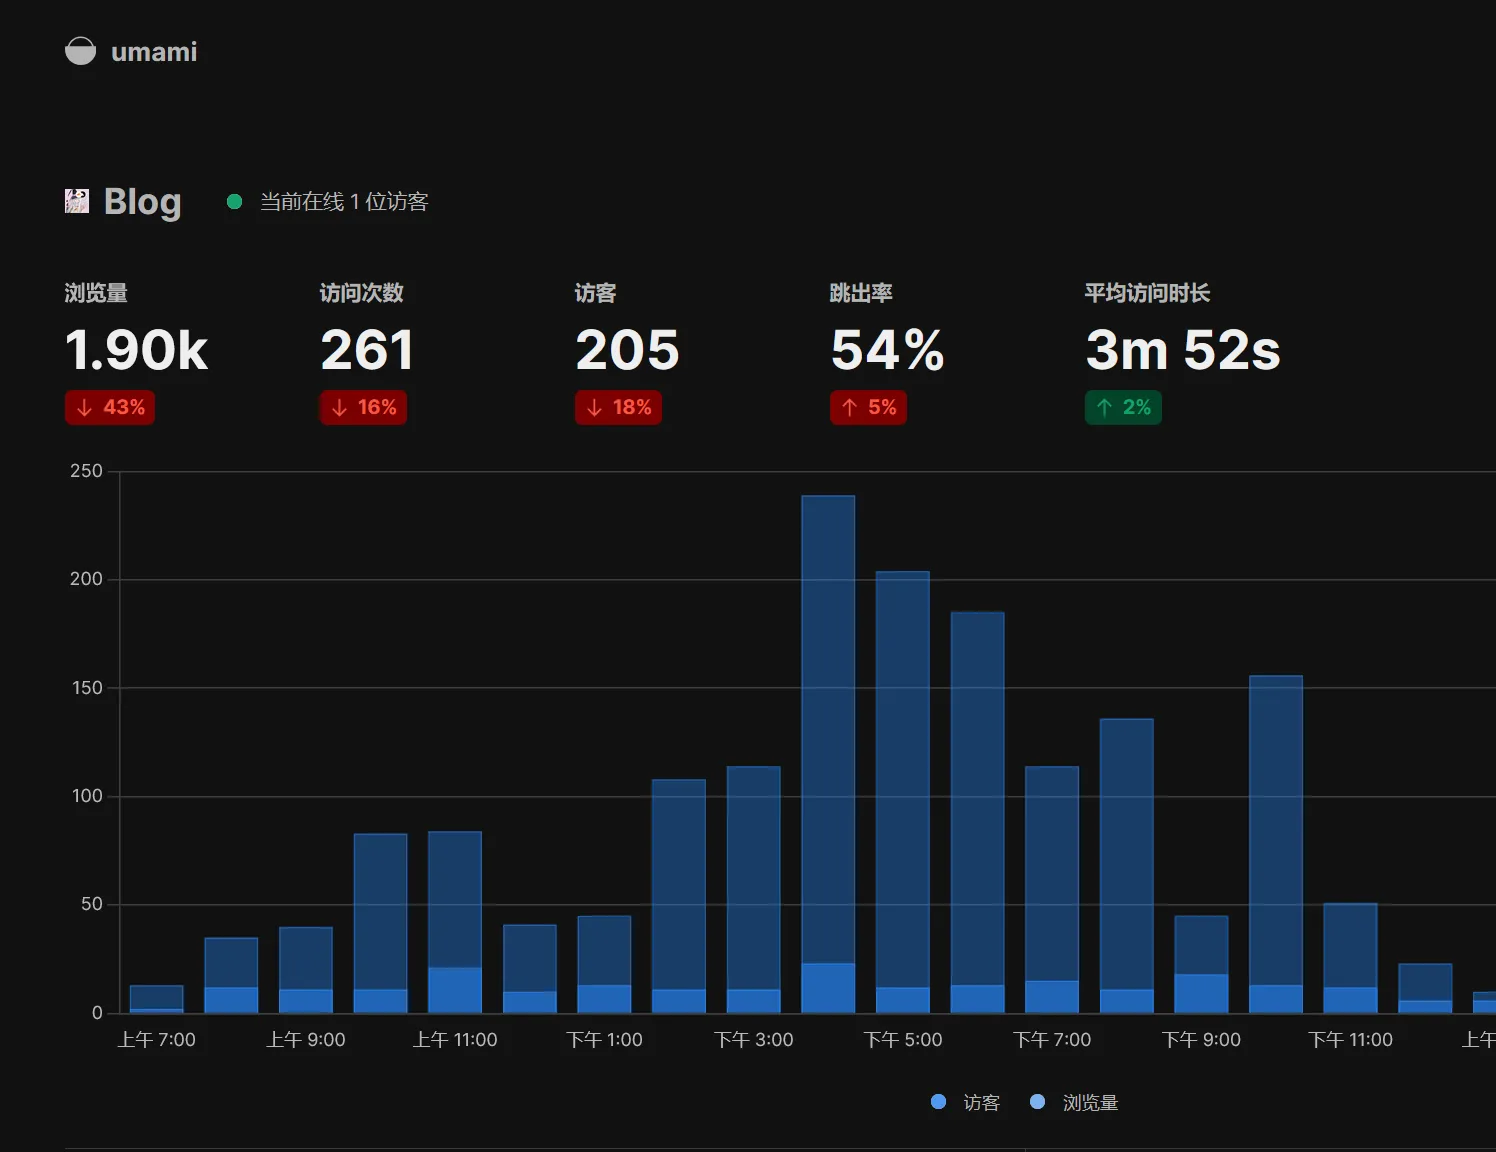 umami
Blog 当前在线 1 位访客
浏览量 访问次数 访客 跳出率 平均访问时长
1.90k 261 205 54% 3m 52s
↓ 43% ↓ 16% ↓ 18% ↑ 5% ↑ 2%
250
200
150
100
50
0
上午 7:00 上午 9:00 上午 11:00 下午 1:00 下午 3:00 下午 5:00 下午 7:00 下午 9:00 下午 11:00 上午
访客 浏览量